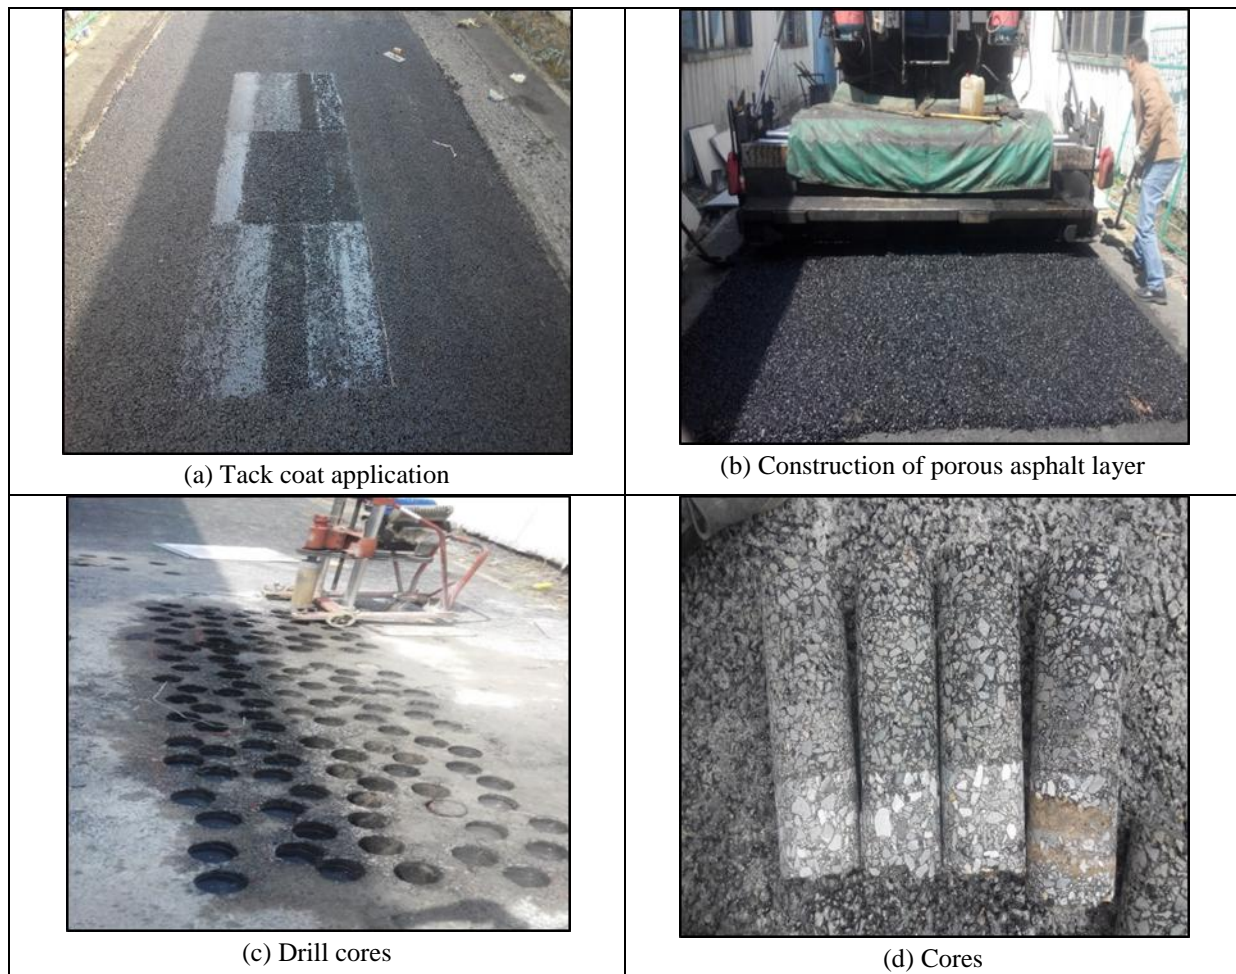 (a) Tack coat application
(b) Construction of porous asphalt layer
(c) Drill cores
(d) Cores